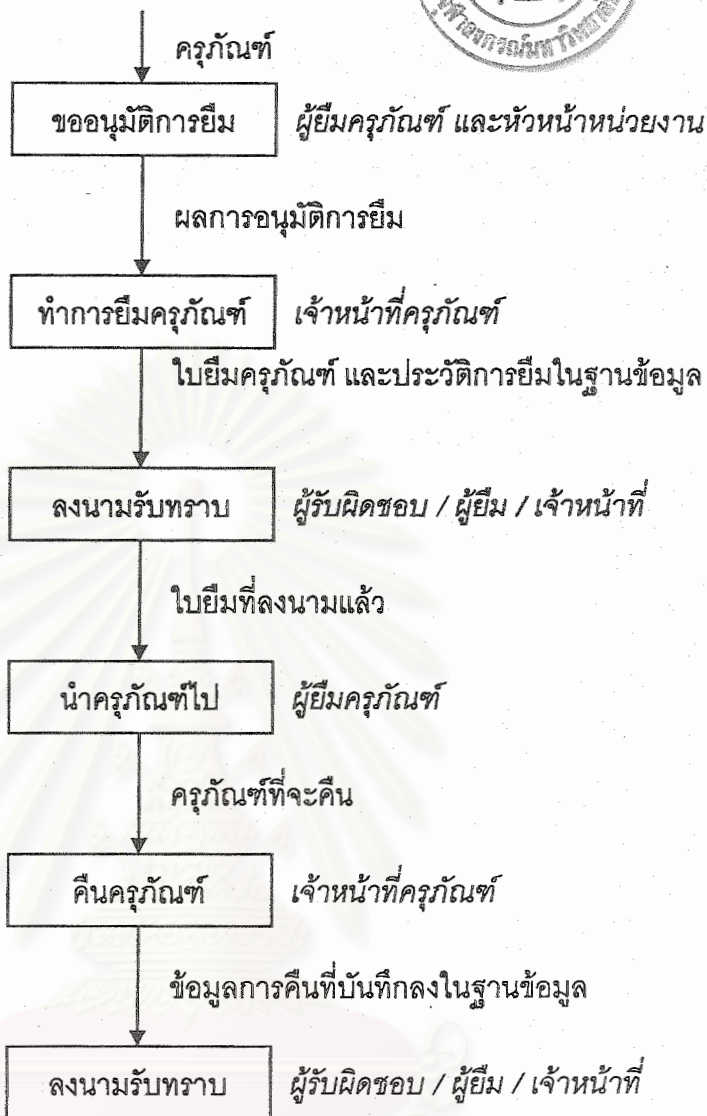 ครุภัณฑ์
ขออนุมัติการยืม ผู้ยืมครุภัณฑ์ และหัวหน้าหน่วยงาน
ผลการอนุมัติการยืม
ทำการยืมครุภัณฑ์ เจ้าหน้าที่ครุภัณฑ์
ใบยืมครุภัณฑ์ และประวัติการยืมในฐานข้อมูล
ลงนามรับทราบ ผู้รับผิดชอบ / ผู้ยืม / เจ้าหน้าที่
ใบยืมที่ลงนามแล้ว
นำครุภัณฑ์ไป ผู้ยืมครุภัณฑ์
ครุภัณฑ์ที่จะคืน
คืนครุภัณฑ์ เจ้าหน้าที่ครุภัณฑ์
ข้อมูลการคืนที่บันทึกลงในฐานข้อมูล
ลงนามรับทราบ ผู้รับผิดชอบ / ผู้ยืม / เจ้าหน้าที่